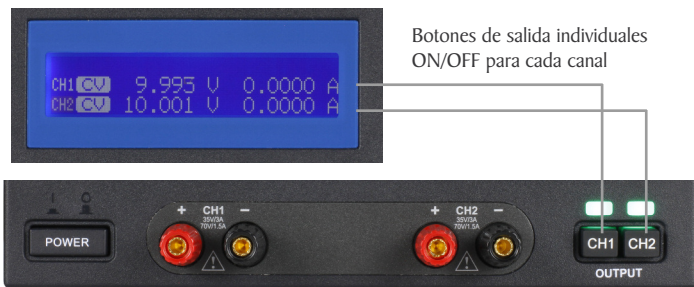 Botones de salida individuales
ON/OFF para cada canal
CH1 CV 9.993 V 0.0000 A
CH2 CV 10.001 V 0.0000 A
POWER
+ CH1 −
35V/3A
70V/1.5A
+ CH2 −
35V/3A
70V/1.5A
CH1 CH2
OUTPUT